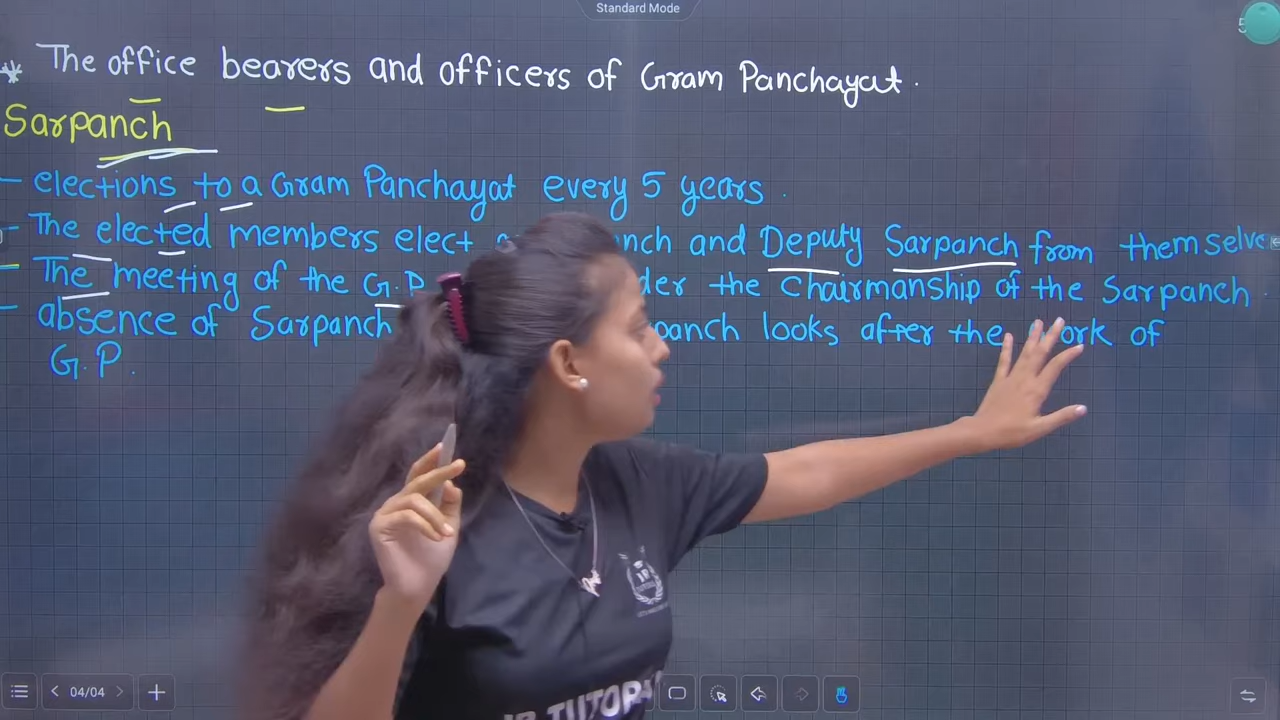 Standard Mode
* The office bearers and officers of Gram Panchayat.
Sarpanch
- elections to a Gram Panchayat every 5 years.
- The elected members elect and Deputy Sarpanch from themselve
- The meeting of the G.P the Chairmanship of the Sarpanch.
- absence of Sarpanch looks after the work of
G.P.
04/04